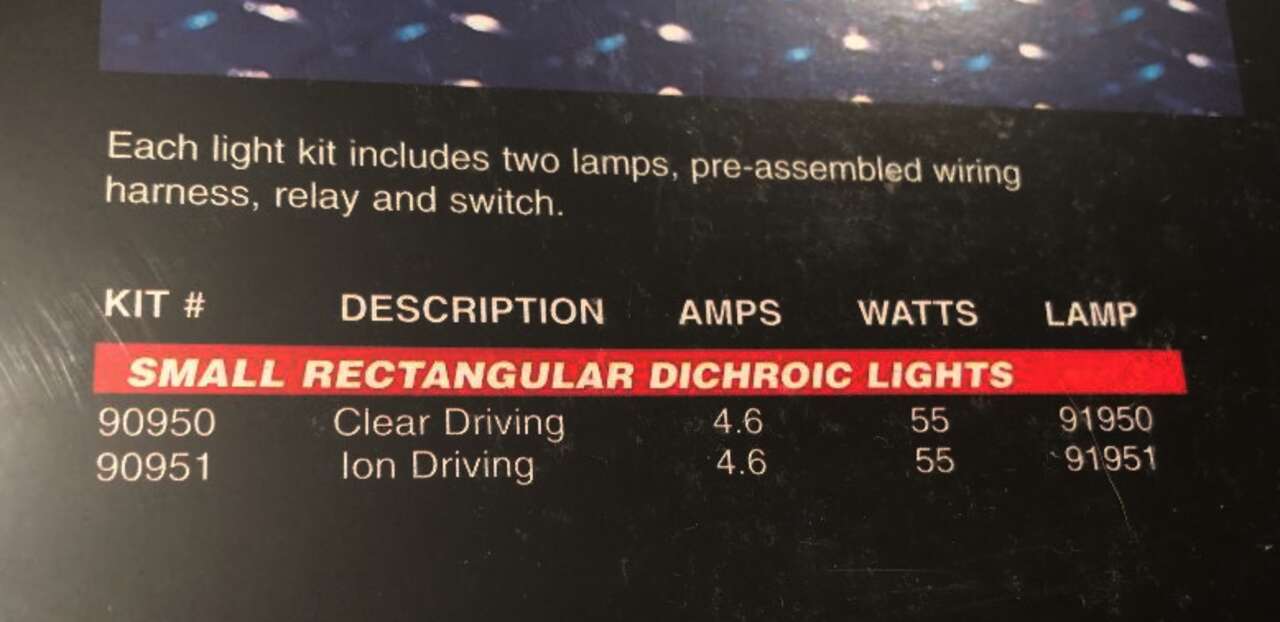 Each light kit includes two lamps, pre-assembled wiring
harness, relay and switch.
KIT # DESCRIPTION AMPS WATTS LAMP
SMALL RECTANGULAR DICHROIC LIGHTS
90950 Clear Driving 4.6 55 91950
90951 Ion Driving 4.6 55 91951